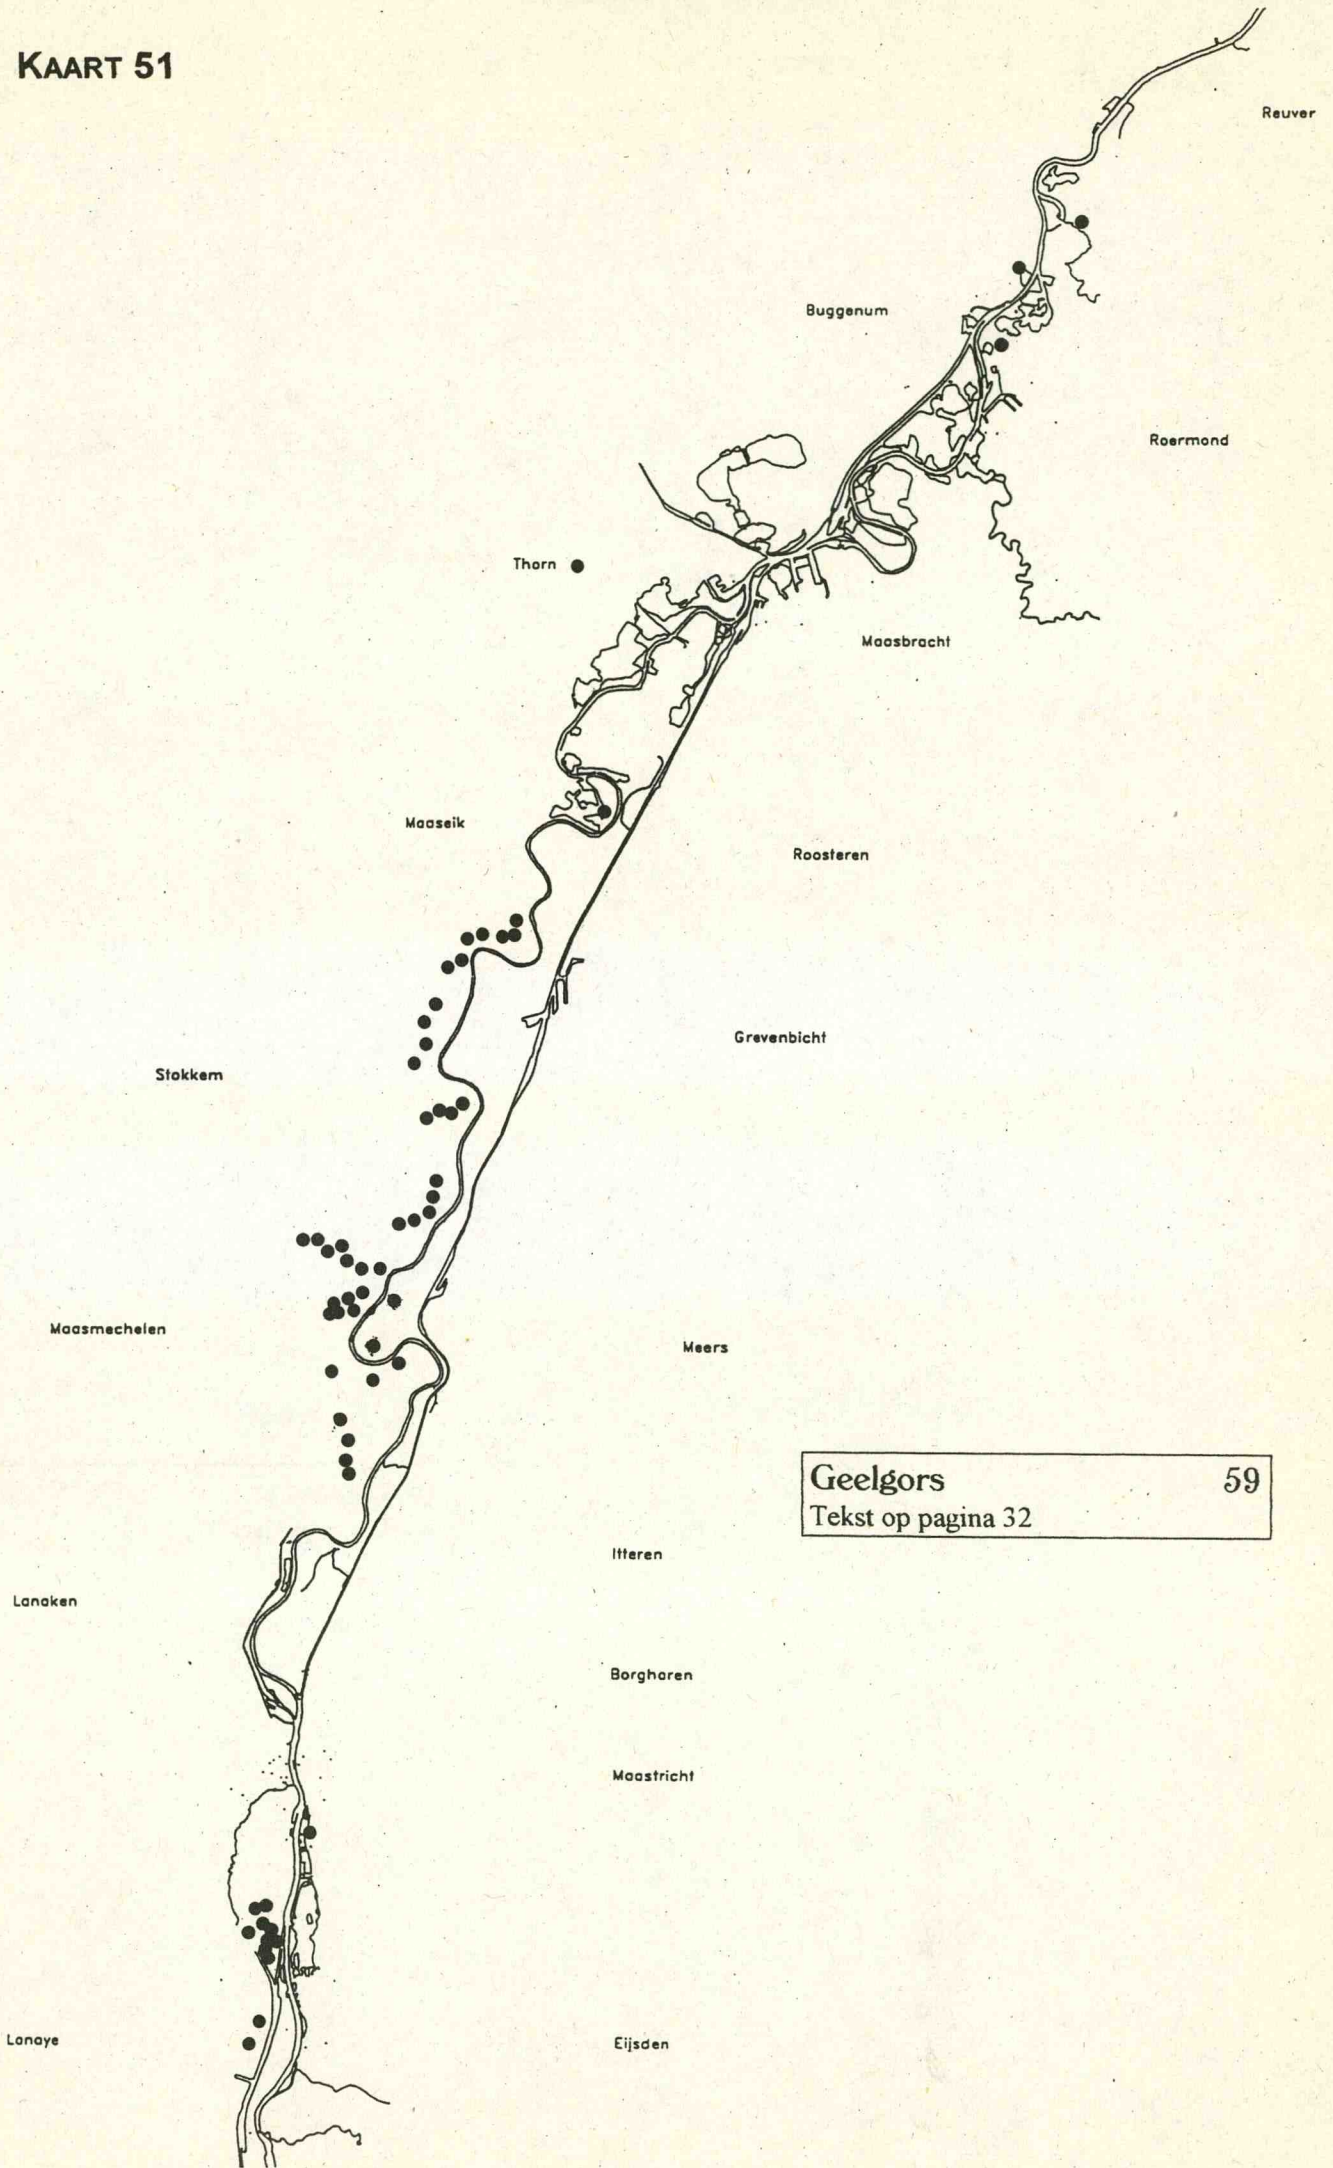 KAART 51
Reuver
Buggenum
Roermond
Thorn
Maasbracht
Maaseik
Roosteren
Grevenbicht
Stokkem
Maasmechelen
Meers
Geelgors 59
Tekst op pagina 32
Itteren
Lanaken
Borgharen
Maastricht
Lanaye
Eijsden